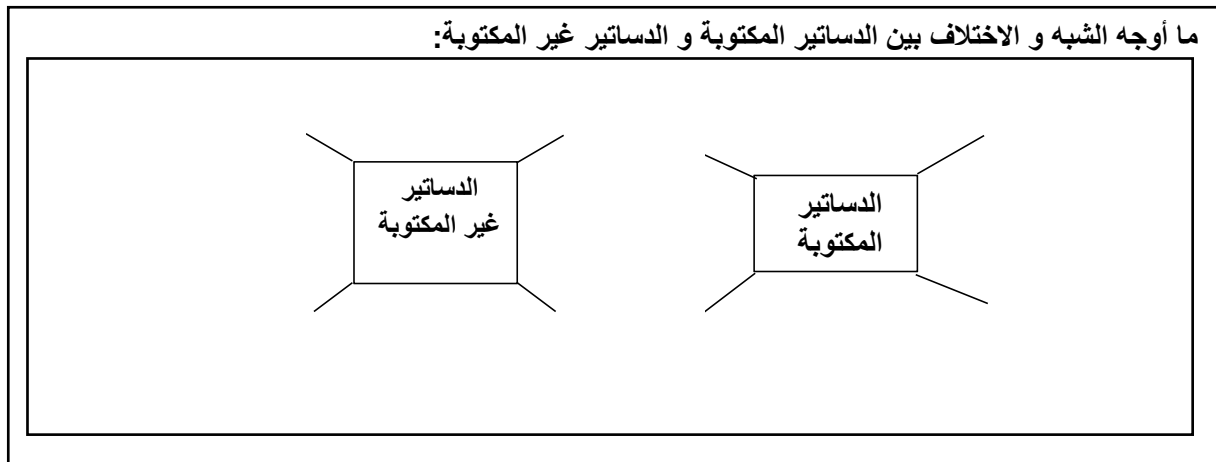 ما أوجه الشبه و الاختلاف بين الدساتير المكتوبة و الدساتير غير المكتوبة:
الدساتير
المكتوبة
الدساتير
غير المكتوبة